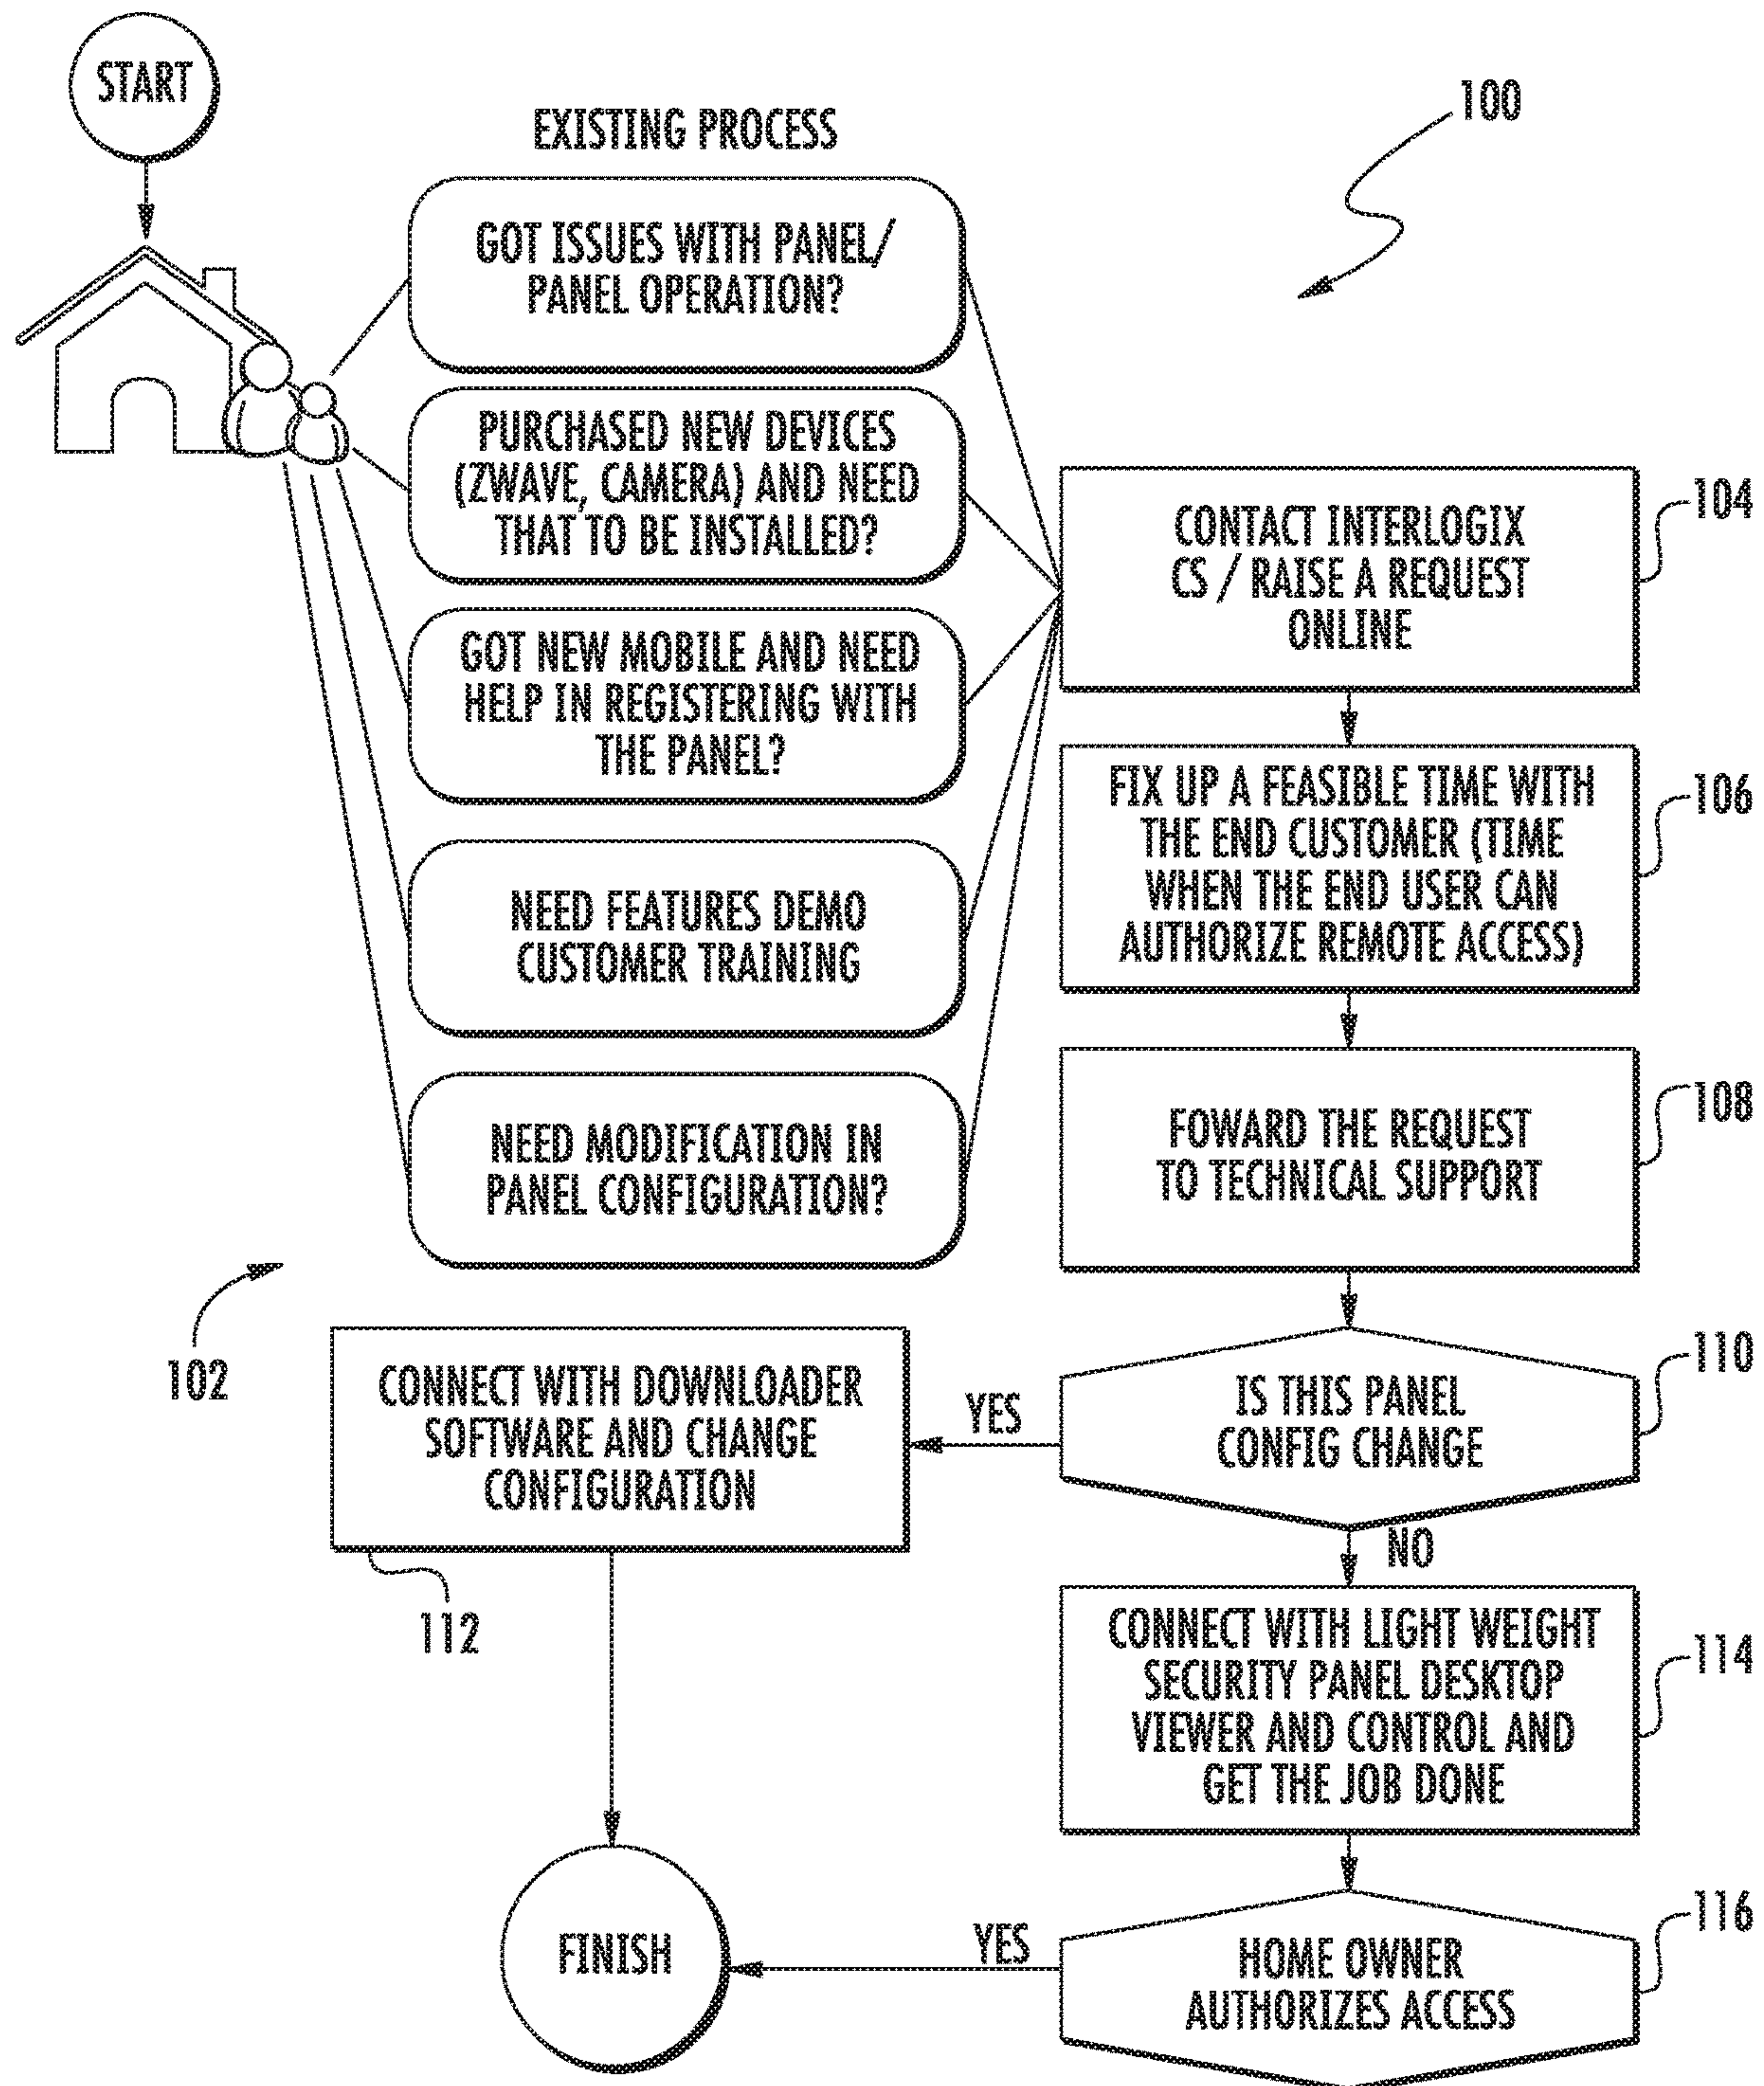 START
EXISTING PROCESS
100
GOT ISSUES WITH PANEL/
PANEL OPERATION?
PURCHASED NEW DEVICES
(ZWAVE, CAMERA) AND NEED
THAT TO BE INSTALLED?
GOT NEW MOBILE AND NEED
HELP IN REGISTERING WITH
THE PANEL?
NEED FEATURES DEMO
CUSTOMER TRAINING
NEED MODIFICATION IN
PANEL CONFIGURATION?
102
CONTACT INTERLOGIX
CS / RAISE A REQUEST
ONLINE
104
FIX UP A FEASIBLE TIME WITH
THE END CUSTOMER (TIME
WHEN THE END USER CAN
AUTHORIZE REMOTE ACCESS)
106
FOWARD THE REQUEST
TO TECHNICAL SUPPORT
108
IS THIS PANEL
CONFIG CHANGE
110
YES
CONNECT WITH DOWNLOADER
SOFTWARE AND CHANGE
CONFIGURATION
112
NO
CONNECT WITH LIGHT WEIGHT
SECURITY PANEL DESKTOP
VIEWER AND CONTROL AND
GET THE JOB DONE
114
HOME OWNER
AUTHORIZES ACCESS
116
YES
FINISH